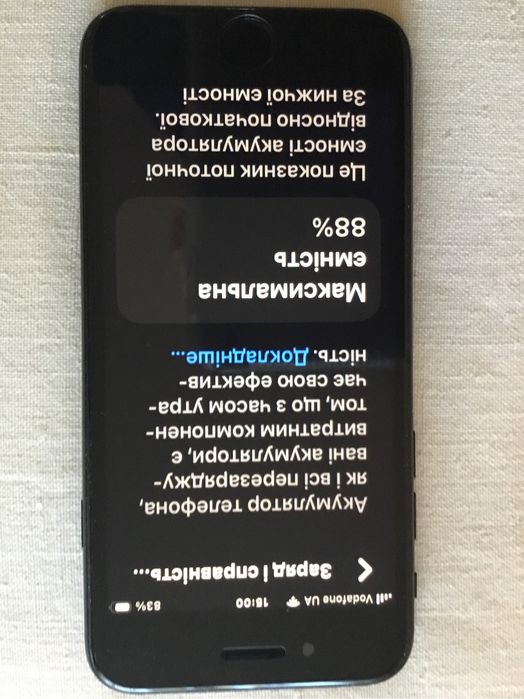 Vodafone UA 15:00 83%
Заряд і справність...
Акумулятор телефона,
як і всі перезаряджу-
вані акумулятори, є
витратним компонен-
том, що з часом утра-
чає свою ефектив-
ність. Докладніше...
Максимальна
ємність
88%
Це показник поточної
ємності акумулятора
відносно початкової.
За нижчої ємності